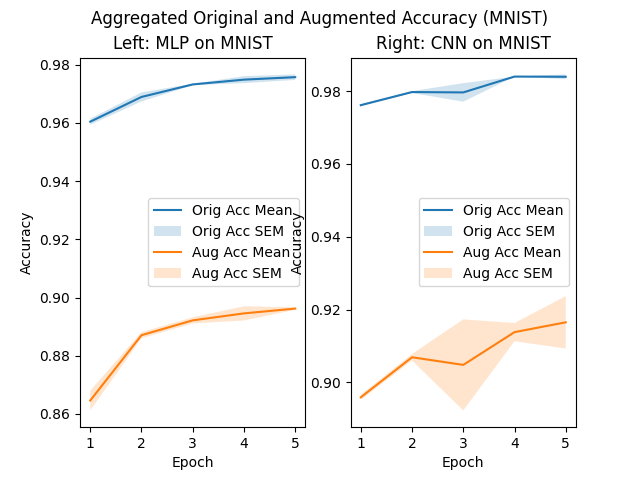 Aggregated Original and Augmented Accuracy (MNIST)
Left: MLP on MNIST
0.98
0.96
0.94
0.92
0.90
0.88
0.86
Accuracy
Orig Acc Mean
Orig Acc SEM
Aug Acc Mean
Aug Acc SEM
1 2 3 4 5
Epoch
Right: CNN on MNIST
0.98
0.96
0.94
0.92
0.90
Accuracy
Orig Acc Mean
Orig Acc SEM
Aug Acc Mean
Aug Acc SEM
1 2 3 4 5
Epoch